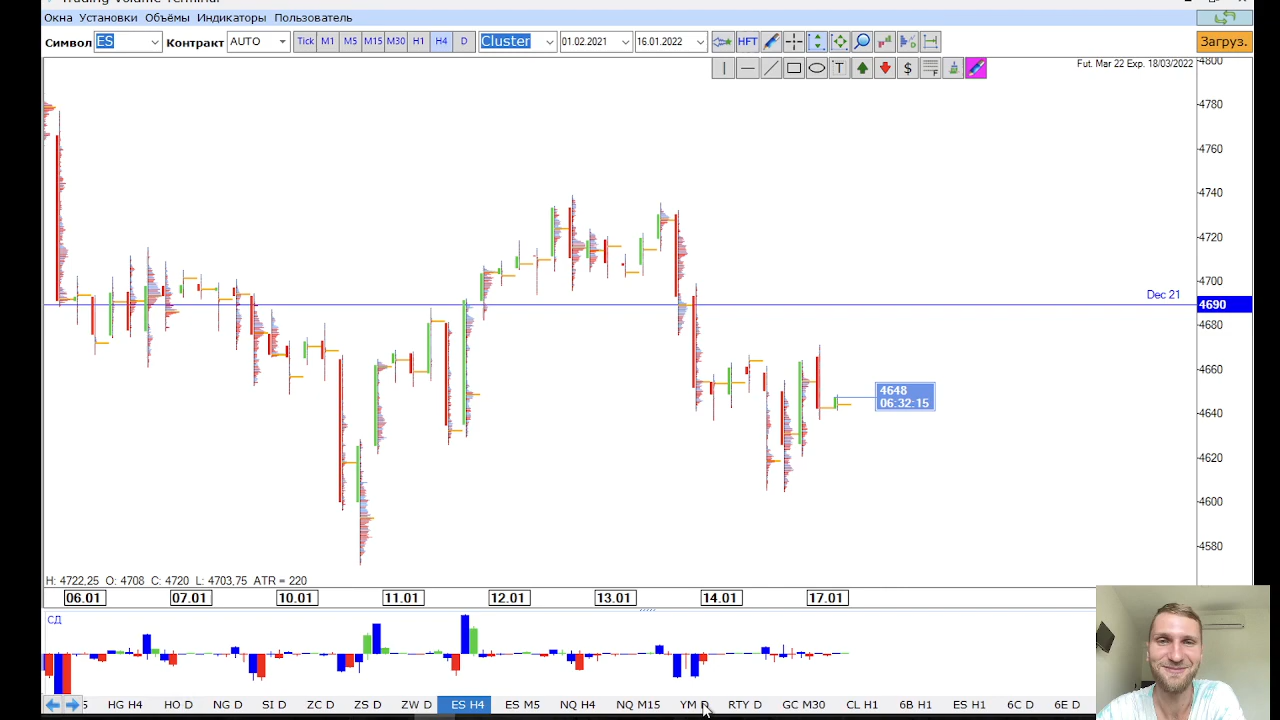 Trading Volume Terminal
Окна Установки Объёмы Индикаторы Пользователь
Символ ES Контракт AUTO Tick M1 M5 M15 M30 H1 H4 D Cluster 01.02.2021 16.01.2022 HFT Загруз.
T $ F
Fut. Mar 22 Exp. 18/03/2022
4800
4780
4760
4740
4720
4700
Dec 21 4690
4680
4660
4648
06:32:15
4640
4620
4600
4580
H: 4722,25 O: 4708 C: 4720 L: 4703,75 ATR = 220
06.01 07.01 10.01 11.01 12.01 13.01 14.01 17.01
СД
5 HG H4 HO D NG D SI D ZC D ZS D ZW D ES H4 ES M5 NQ H4 NQ M15 YM D RTY D GC M30 CL H1 6B H1 ES H1 6C D 6E D